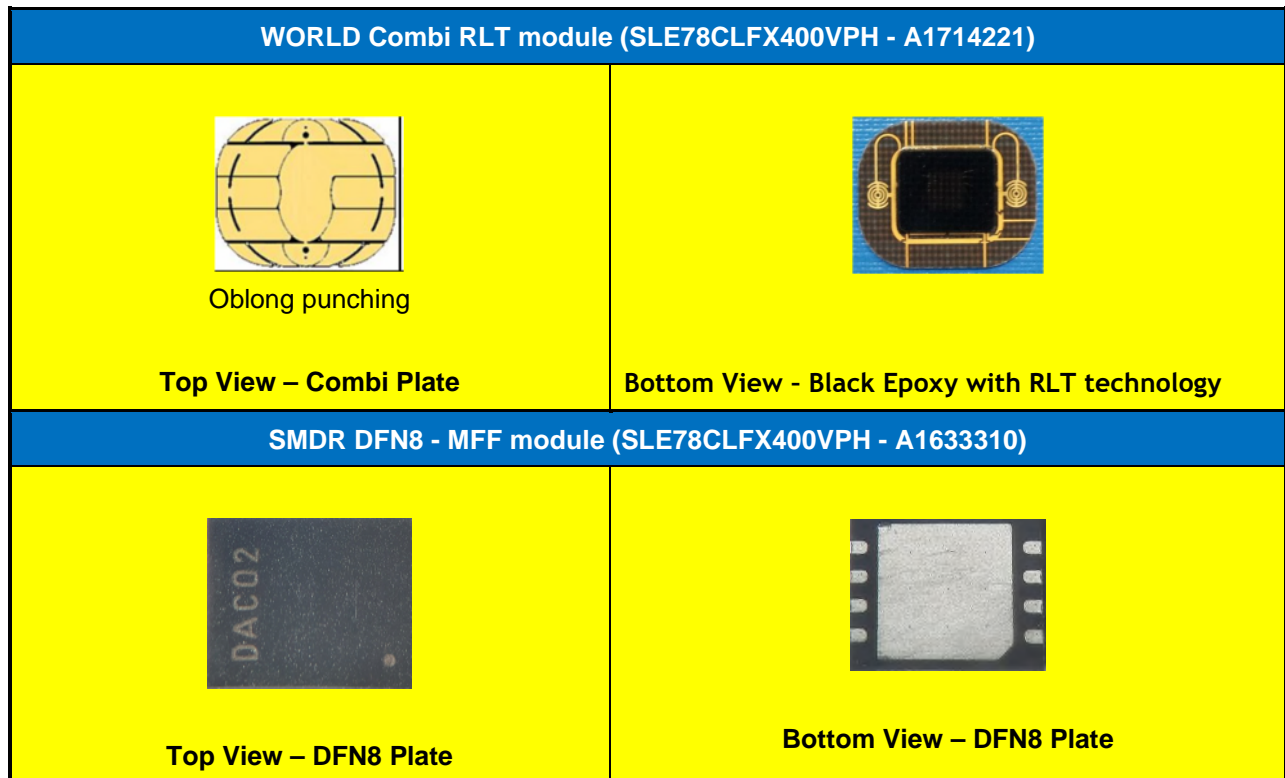 WORLD Combi RLT module (SLE78CLFX400VPH - A1714221)
Oblong punching
Top View – Combi Plate
Bottom View - Black Epoxy with RLT technology
SMDR DFN8 - MFF module (SLE78CLFX400VPH - A1633310)
DAC02
Top View – DFN8 Plate
Bottom View – DFN8 Plate